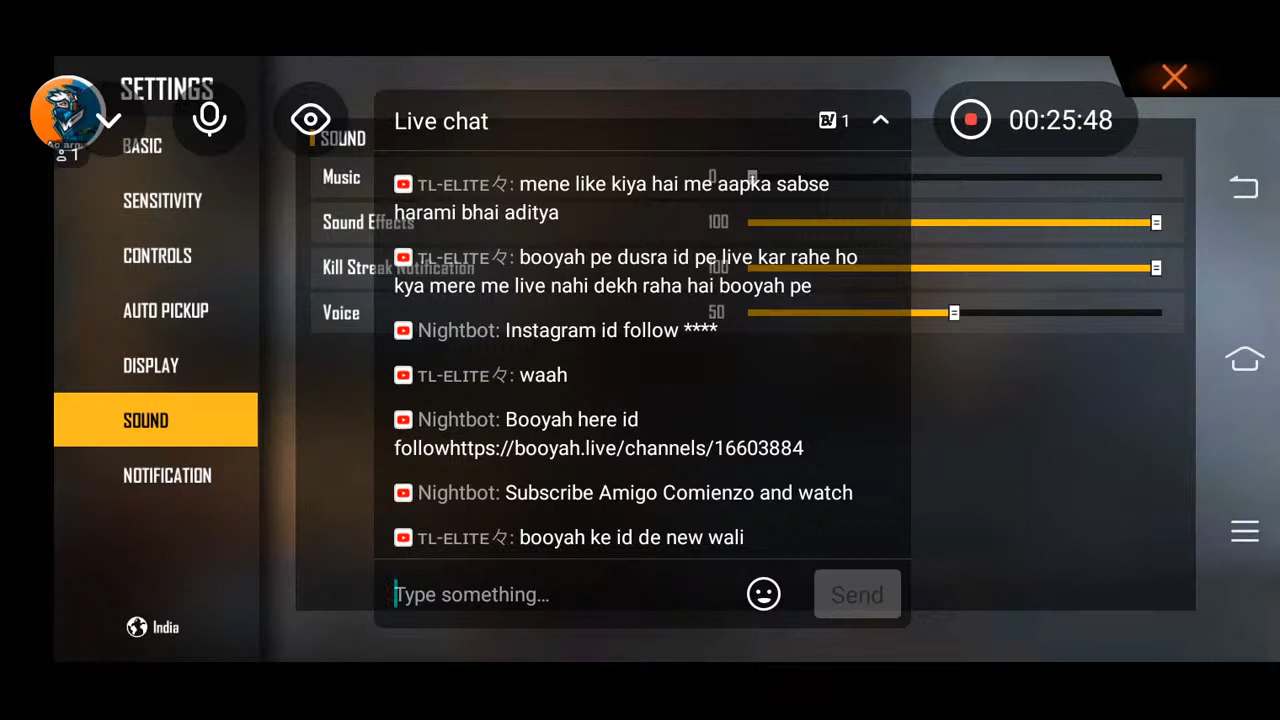 SETTINGS
Ac arm
1
BASIC
SENSITIVITY
CONTROLS
AUTO PICKUP
DISPLAY
SOUND
NOTIFICATION
India
SOUND
Music 0
Sound Effects 100
Kill Streak Notification 100
Voice 50
Live chat
B! 1
TL-ELITE々: mene like kiya hai me aapka sabse
harami bhai aditya
TL-ELITE々: booyah pe dusra id pe live kar rahe ho
kya mere me live nahi dekh raha hai booyah pe
Nightbot: Instagram id follow ****
TL-ELITE々: waah
Nightbot: Booyah here id
followhttps://booyah.live/channels/16603884
Nightbot: Subscribe Amigo Comienzo and watch
TL-ELITE々: booyah ke id de new wali
Type something...
Send
00:25:48